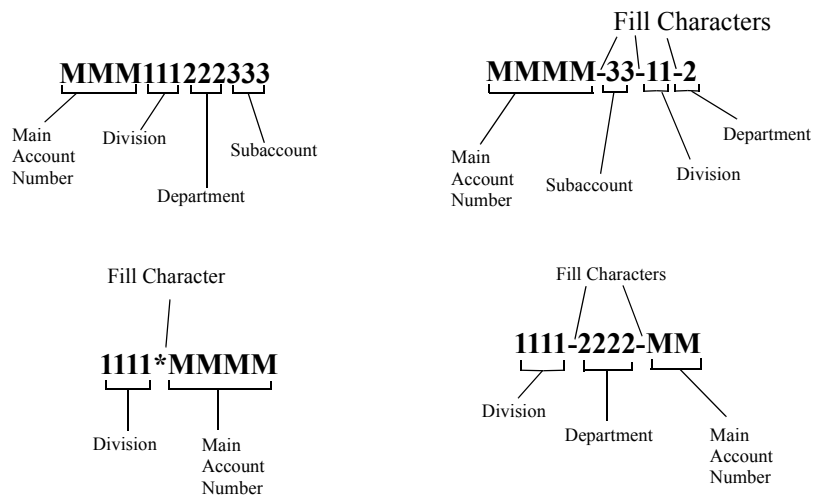 MMM111222333
Main
Account
Number
Division
Department
Subaccount
Fill Characters
MMMM-33-11-2
Main
Account
Number
Subaccount
Division
Department
Fill Character
1111*MMMM
Division
Main
Account
Number
Fill Characters
1111-2222-MM
Division
Department
Main
Account
Number